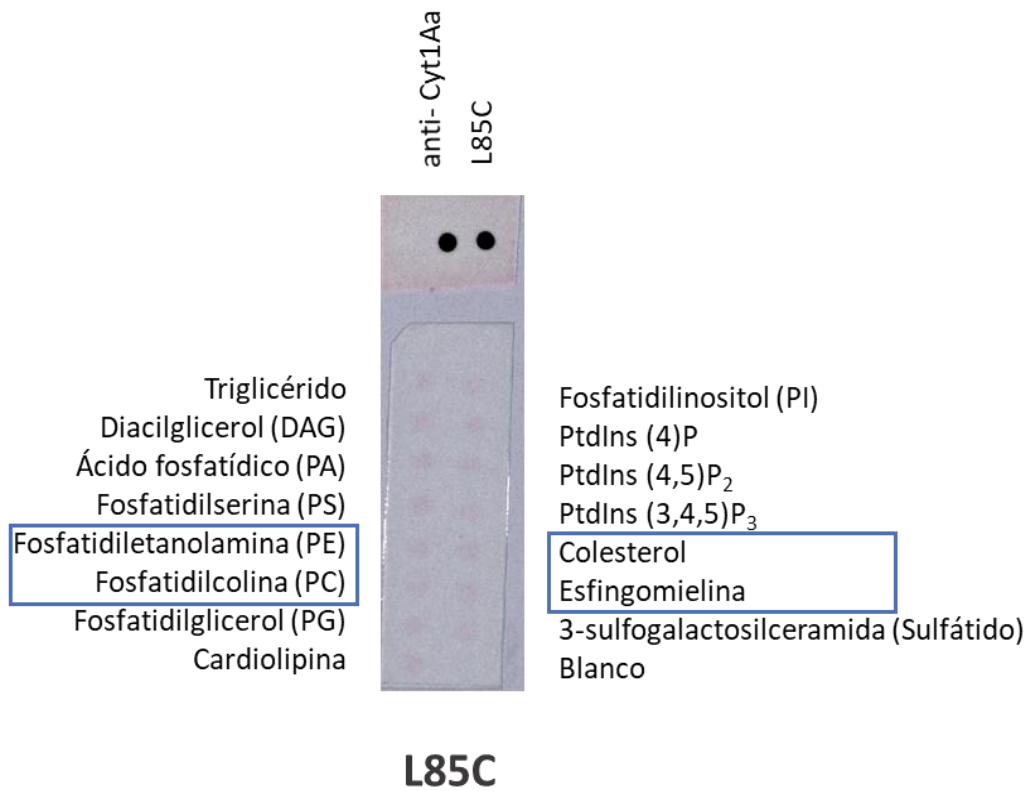 anti- Cyt1Aa
L85C
Triglicérido
Diacilglicerol (DAG)
Ácido fosfatídico (PA)
Fosfatidilserina (PS)
Fosfatidiletanolamina (PE)
Fosfatidilcolina (PC)
Fosfatidilglicerol (PG)
Cardiolipina
Fosfatidilinositol (PI)
PtdIns (4)P
PtdIns (4,5)P₂
PtdIns (3,4,5)P₃
Colesterol
Esfingomielina
3-sulfogalactosilceramida (Sulfátido)
Blanco
L85C